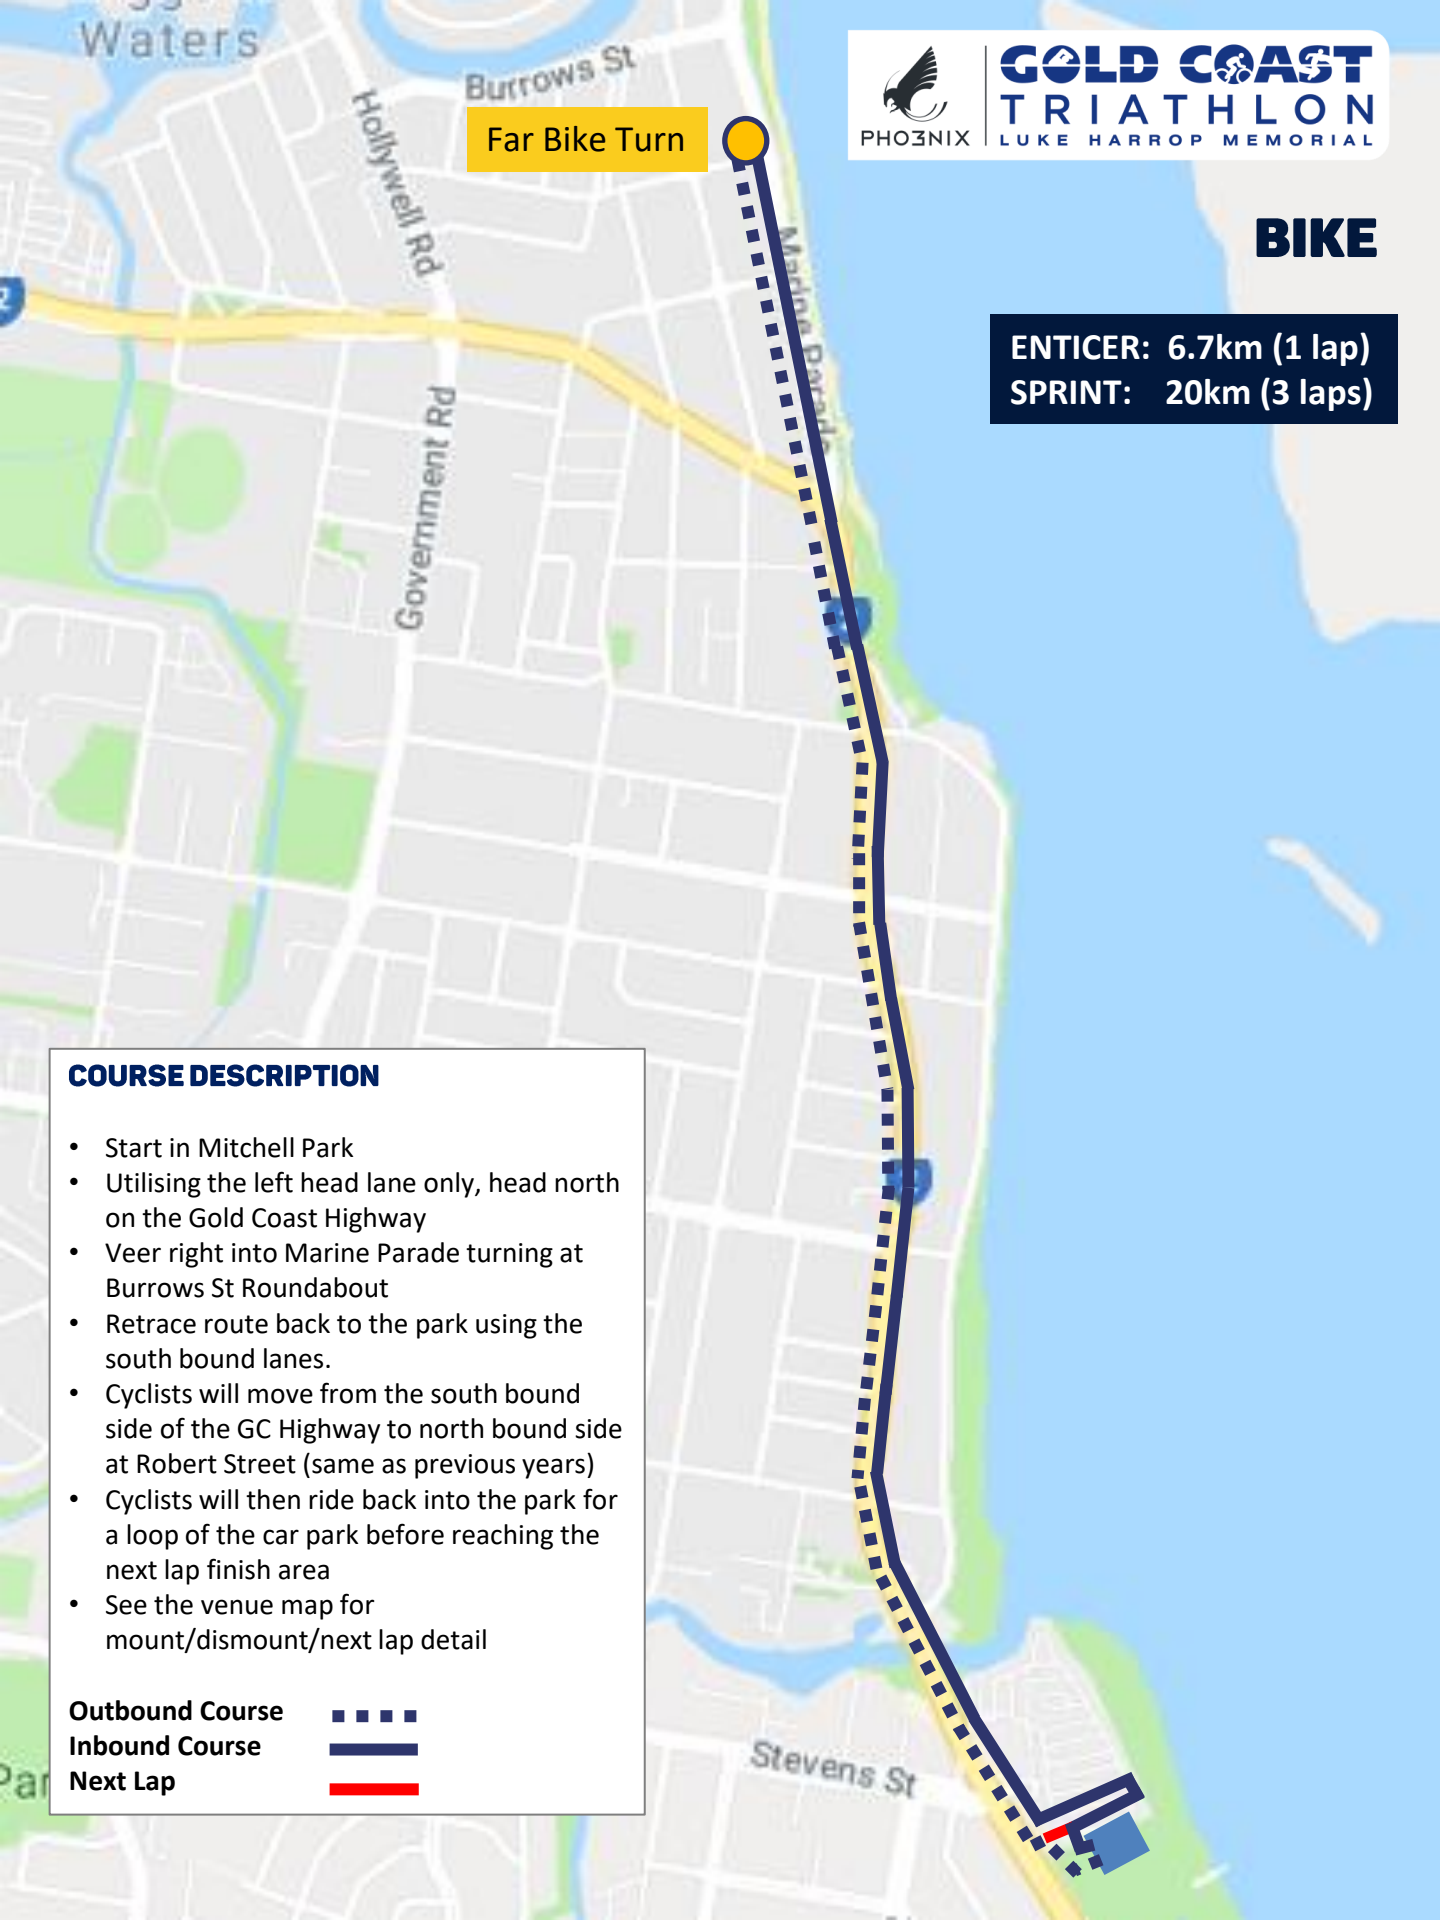 Waters
Burrows St
Hollywell Rd
Far Bike Turn
PHO3NIX
GOLD COAST
TRIATHLON
LUKE HARROP MEMORIAL
BIKE
Marine Parade
ENTICER: 6.7km (1 lap)
SPRINT: 20km (3 laps)
Government Rd
COURSE DESCRIPTION
• Start in Mitchell Park
• Utilising the left head lane only, head north
on the Gold Coast Highway
• Veer right into Marine Parade turning at
Burrows St Roundabout
• Retrace route back to the park using the
south bound lanes.
• Cyclists will move from the south bound
side of the GC Highway to north bound side
at Robert Street (same as previous years)
• Cyclists will then ride back into the park for
a loop of the car park before reaching the
next lap finish area
• See the venue map for
mount/dismount/next lap detail
Outbound Course
Inbound Course
Next Lap
Stevens St